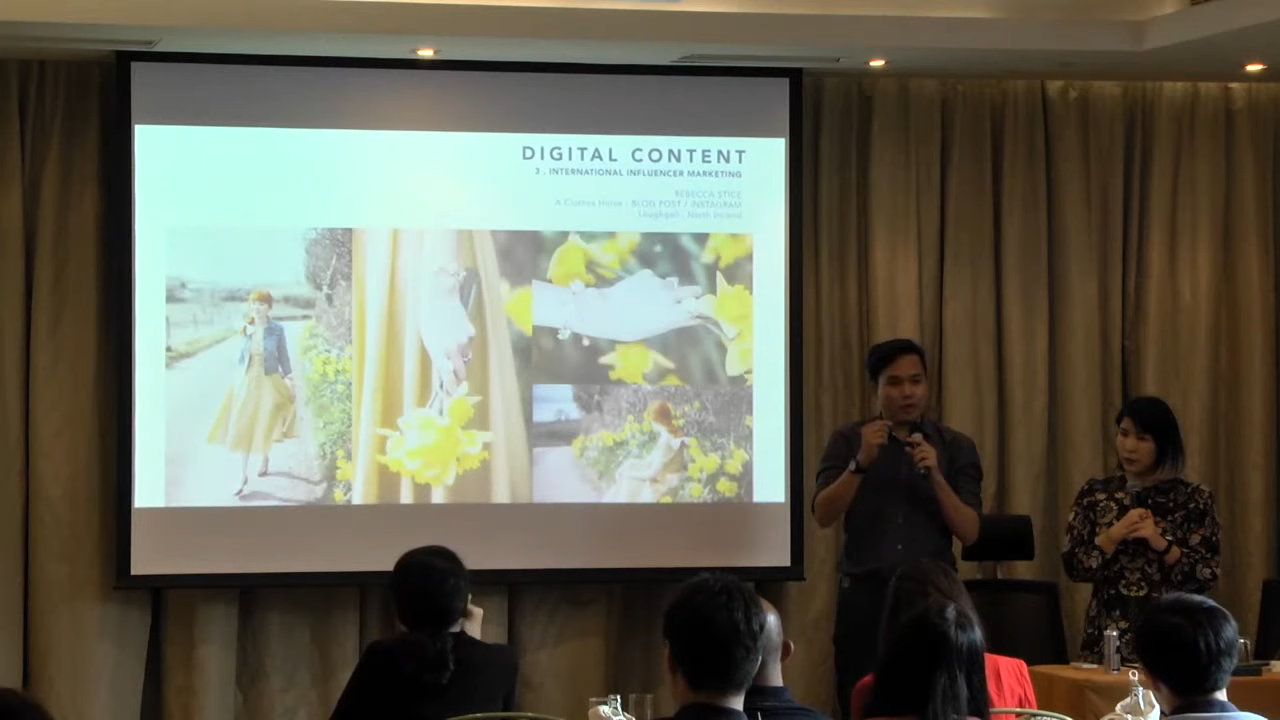 DIGITAL CONTENT
3 . INTERNATIONAL INFLUENCER MARKETING
REBECCA STICE
A Clothes Horse : BLOG POST / INSTAGRAM
Loughgall , North Ireland